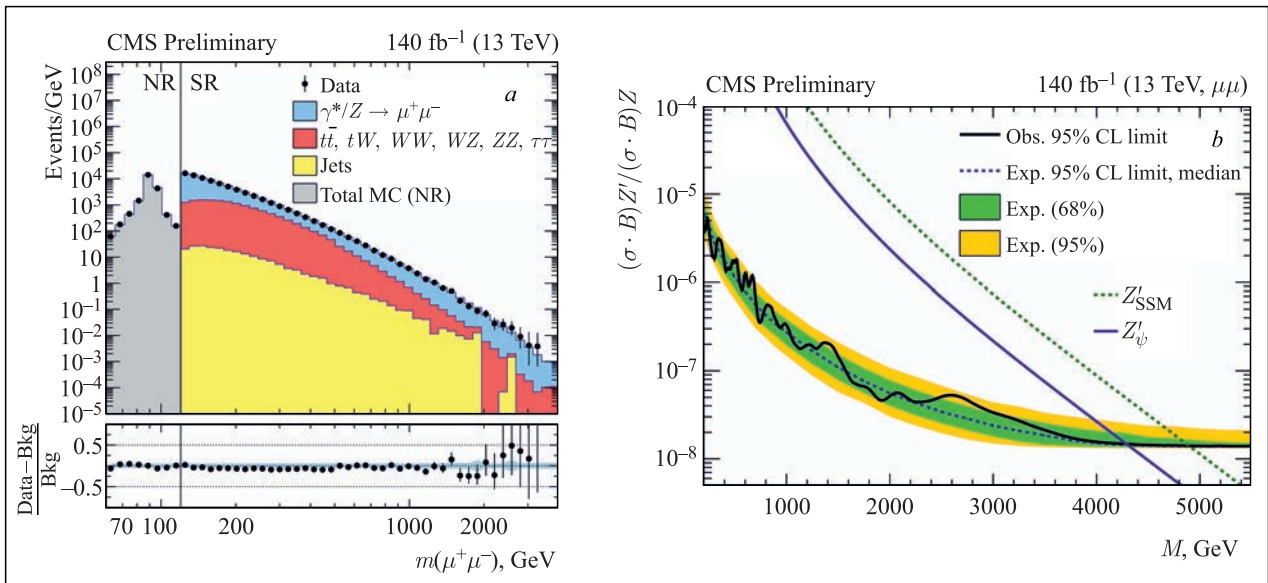 CMS Preliminary 140 fb⁻¹ (13 TeV)
Events/GeV
10⁸
10⁷
10⁶
10⁵
10⁴
10³
10²
10
1
10⁻¹
10⁻²
10⁻³
10⁻⁴
10⁻⁵
NR SR
a
Data
γ*/Z → μ⁺μ⁻
tt̄, tW, WW, WZ, ZZ, ττ
Jets
Total MC (NR)
Data−Bkg
Bkg
0.5
−0.5
70 100 200 1000 2000
m(μ⁺μ⁻), GeV
CMS Preliminary 140 fb⁻¹ (13 TeV, μμ)
(σ · B)Z′/(σ · B)Z
10⁻⁴
10⁻⁵
10⁻⁶
10⁻⁷
10⁻⁸
b
Obs. 95% CL limit
Exp. 95% CL limit, median
Exp. (68%)
Exp. (95%)
Z′SSM
Z′ψ
1000 2000 3000 4000 5000
M, GeV